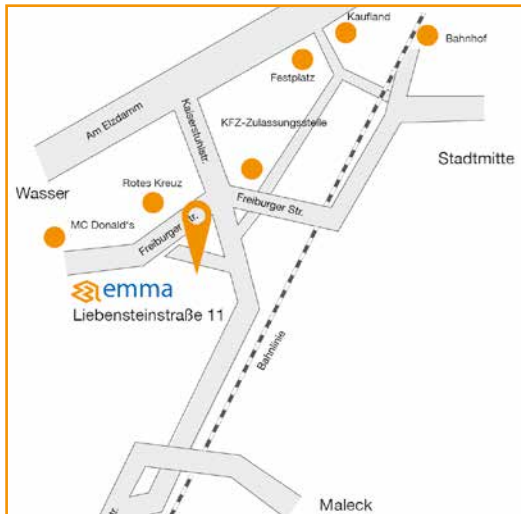 Kaufland
Bahnhof
Festplatz
Am Elzdamm
Kaiserstuhlstr.
KFZ-Zulassungsstelle
Stadtmitte
Wasser
Rotes Kreuz
Freiburger Str.
MC Donald's
Freiburger Str.
emma
Liebensteinstraße 11
Bahnlinie
Maleck